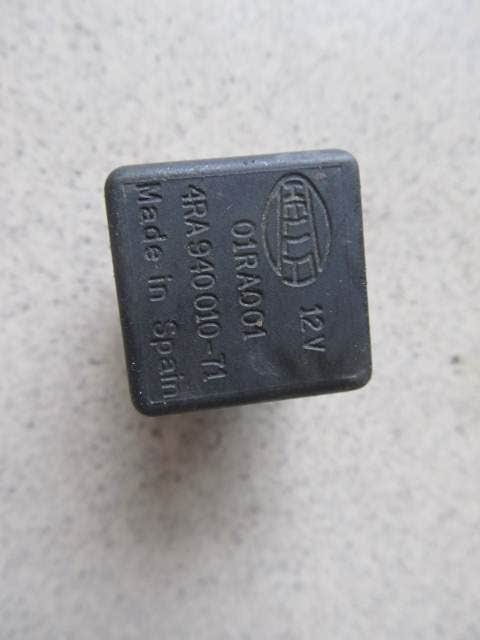 HELLA 12V
01RA001
4RA 940 010-71
Made in Spain